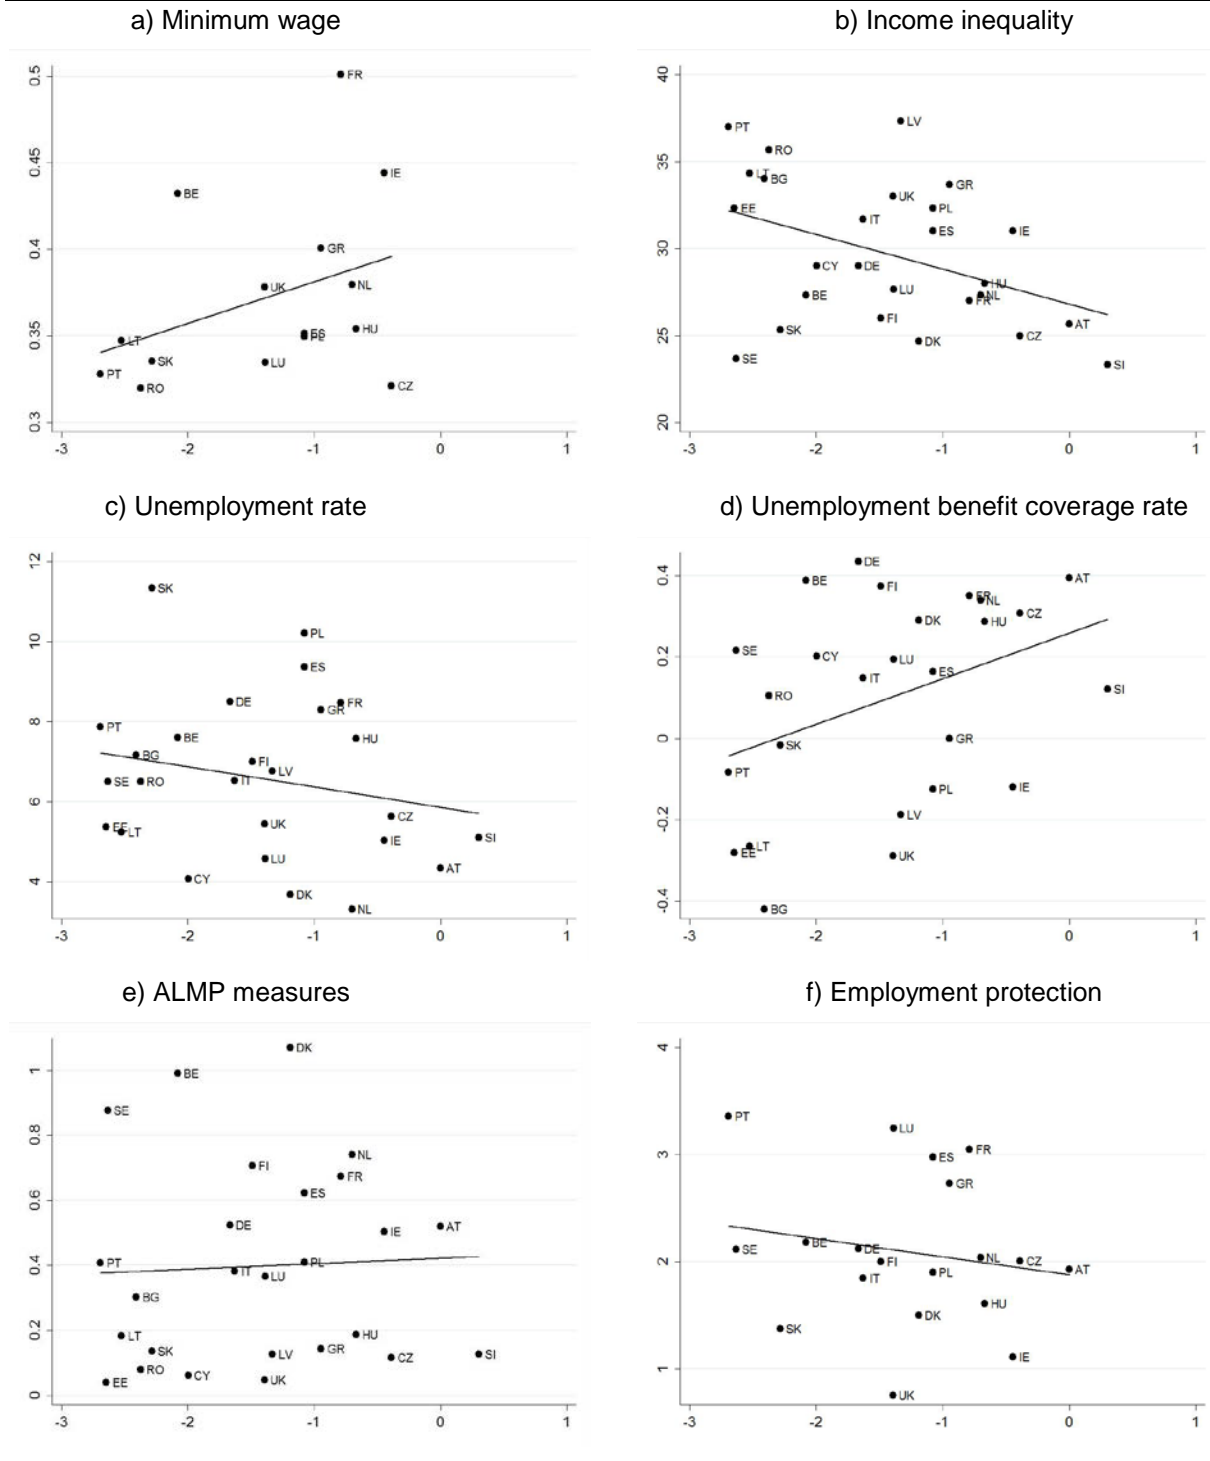 a) Minimum wage
b) Income inequality
0.5
0.45
0.4
0.35
0.3
FR
IE
BE
GR
UK
NL
HU
ES
PL
LT
SK
LU
PT
RO
CZ
-3 -2 -1 0 1
40
35
30
25
20
LV
PT
RO
LT
BG
GR
UK
EE
PL
IT
ES
IE
CY
DE
HU
BE
LU
NL
FR
FI
AT
SK
CZ
DK
SE
SI
-3 -2 -1 0 1
c) Unemployment rate
d) Unemployment benefit coverage rate
12
10
8
6
4
SK
PL
ES
DE
FR
GR
PT
BE
HU
BG
FI
LV
SE
RO
IT
CZ
UK
EE
LT
IE
SI
LU
AT
CY
DK
NL
-3 -2 -1 0 1
0.4
0.2
0
-0.2
-0.4
DE
BE
FI
AT
FR
NL
CZ
DK
HU
SE
CY
LU
ES
IT
SI
RO
GR
SK
PT
PL
IE
LV
LT
EE
UK
BG
-3 -2 -1 0 1
e) ALMP measures
f) Employment protection
1
0.8
0.6
0.4
0.2
0
DK
BE
SE
NL
FI
FR
ES
DE
AT
IE
PT
PL
IT
LU
BG
LT
HU
SK
GR
LV
SI
CZ
RO
CY
UK
EE
-3 -2 -1 0 1
4
3
2
1
PT
LU
FR
ES
GR
BE
SE
DE
NL
FI
CZ
AT
PL
IT
HU
DK
SK
IE
UK
-3 -2 -1 0 1